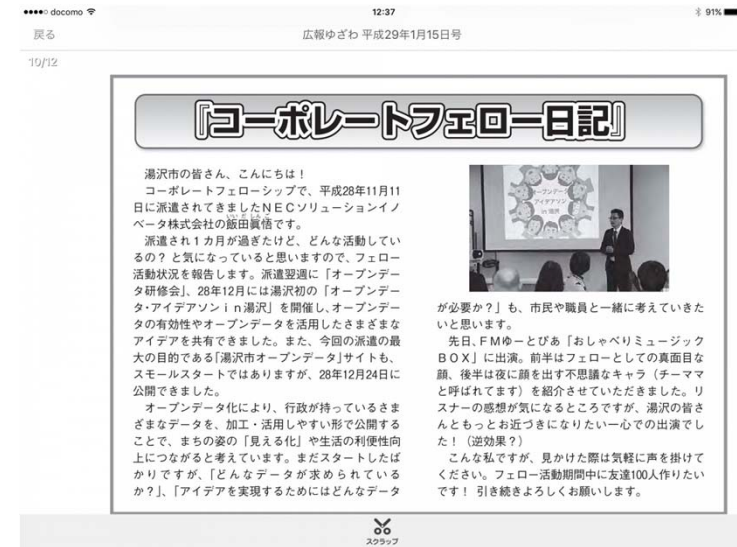 docomo
12:37
91%
戻る
広報ゆざわ 平成29年1月15日号
10/12
『コーポレートフェロー日記』
湯沢市の皆さん、こんにちは!
コーポレートフェローシップで、平成28年11月11
日に派遣されてきましたNECソリューションイノ
ベータ株式会社の飯田眞悟です。
派遣され1カ月が過ぎたけど、どんな活動してい
るの? と気になっていると思いますので、フェロー
活動状況を報告します。派遣翌週に「オープンデー
タ研修会」、28年12月には湯沢初の「オープンデー
タ・アイデアソンin湯沢」を開催し、オープンデー
タの有効性やオープンデータを活用したさまざまな
アイデアを共有できました。また、今回の派遣の最
大の目的である「湯沢市オープンデータ」サイトも、
スモールスタートではありますが、28年12月24日に
公開できました。
オープンデータ化により、行政が持っているさま
ざまなデータを、加工・活用しやすい形で公開する
ことで、まちの姿の「見える化」や生活の利便性向
上につながると考えています。まだスタートしたば
かりですが、「どんなデータが求められている
か?」、「アイデアを実現するためにはどんなデータ
オープンデータ
アイデアソン
in 湯沢
が必要か?」も、市民や職員と一緒に考えていきた
いと思います。
先日、FMゆーとぴあ「おしゃべりミュージック
BOX」に出演。前半はフェローとしての真面目な
顔、後半は夜に顔を出す不思議なキャラ(チーママ
と呼ばれてます)を紹介させていただきました。リ
スナーの感想が気になるところですが、湯沢の皆さ
んともっとお近づきになりたい一心での出演でし
た!(逆効果?)
こんな私ですが、見かけた際は気軽に声を掛けて
ください。フェロー活動期間中に友達100人作りたい
です! 引き続きよろしくお願いします。
スクラップ